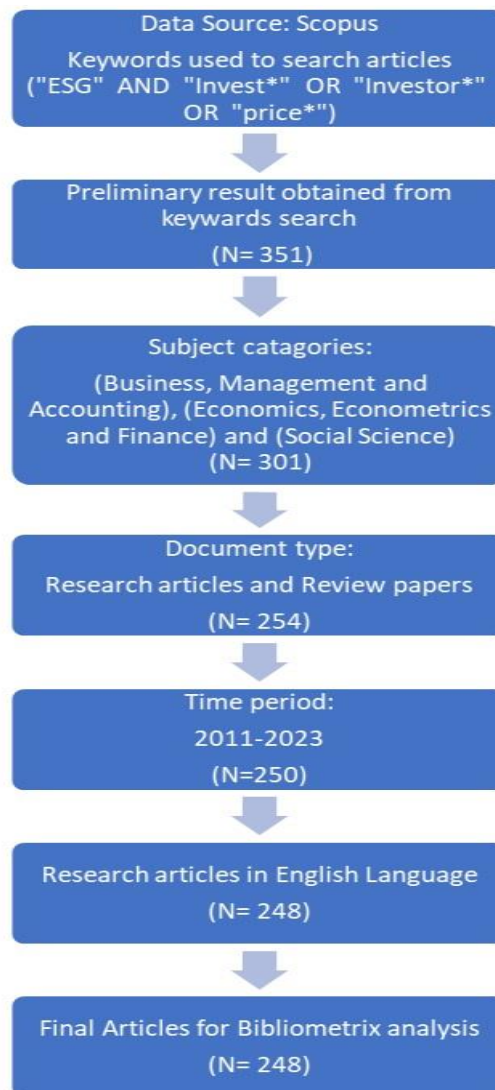 Data Source: Scopus
Keywords used to search articles
("ESG" AND "Invest*" OR "Investor*"
OR "price*")
Preliminary result obtained from
keywards search
(N= 351)
Subject catagories:
(Business, Management and
Accounting), (Economics, Econometrics
and Finance) and (Social Science)
(N= 301)
Document type:
Research articles and Review papers
(N= 254)
Time period:
2011-2023
(N=250)
Research articles in English Language
(N= 248)
Final Articles for Bibliometrix analysis
(N= 248)